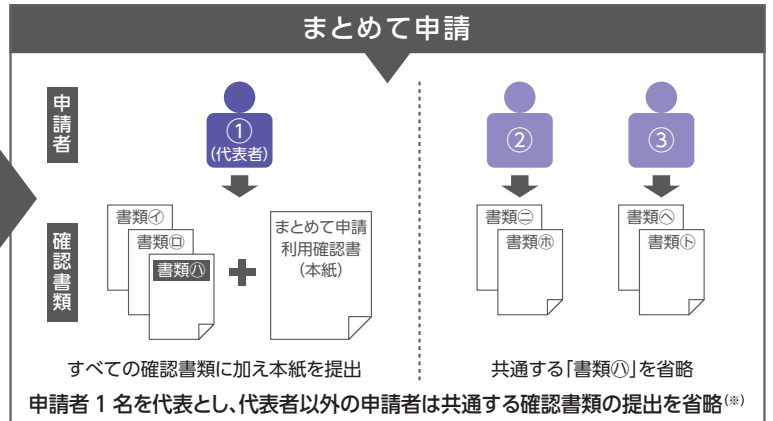 まとめて申請
申請者
①
(代表者)
②
③
確認書類
書類㋑
書類㋺
書類㋩
まとめて申請
利用確認書
(本紙)
書類㋥
書類㋭
書類㋬
書類㋣
すべての確認書類に加え本紙を提出
共通する「書類㋩」を省略
申請者 1 名を代表とし、代表者以外の申請者は共通する確認書類の提出を省略(※)